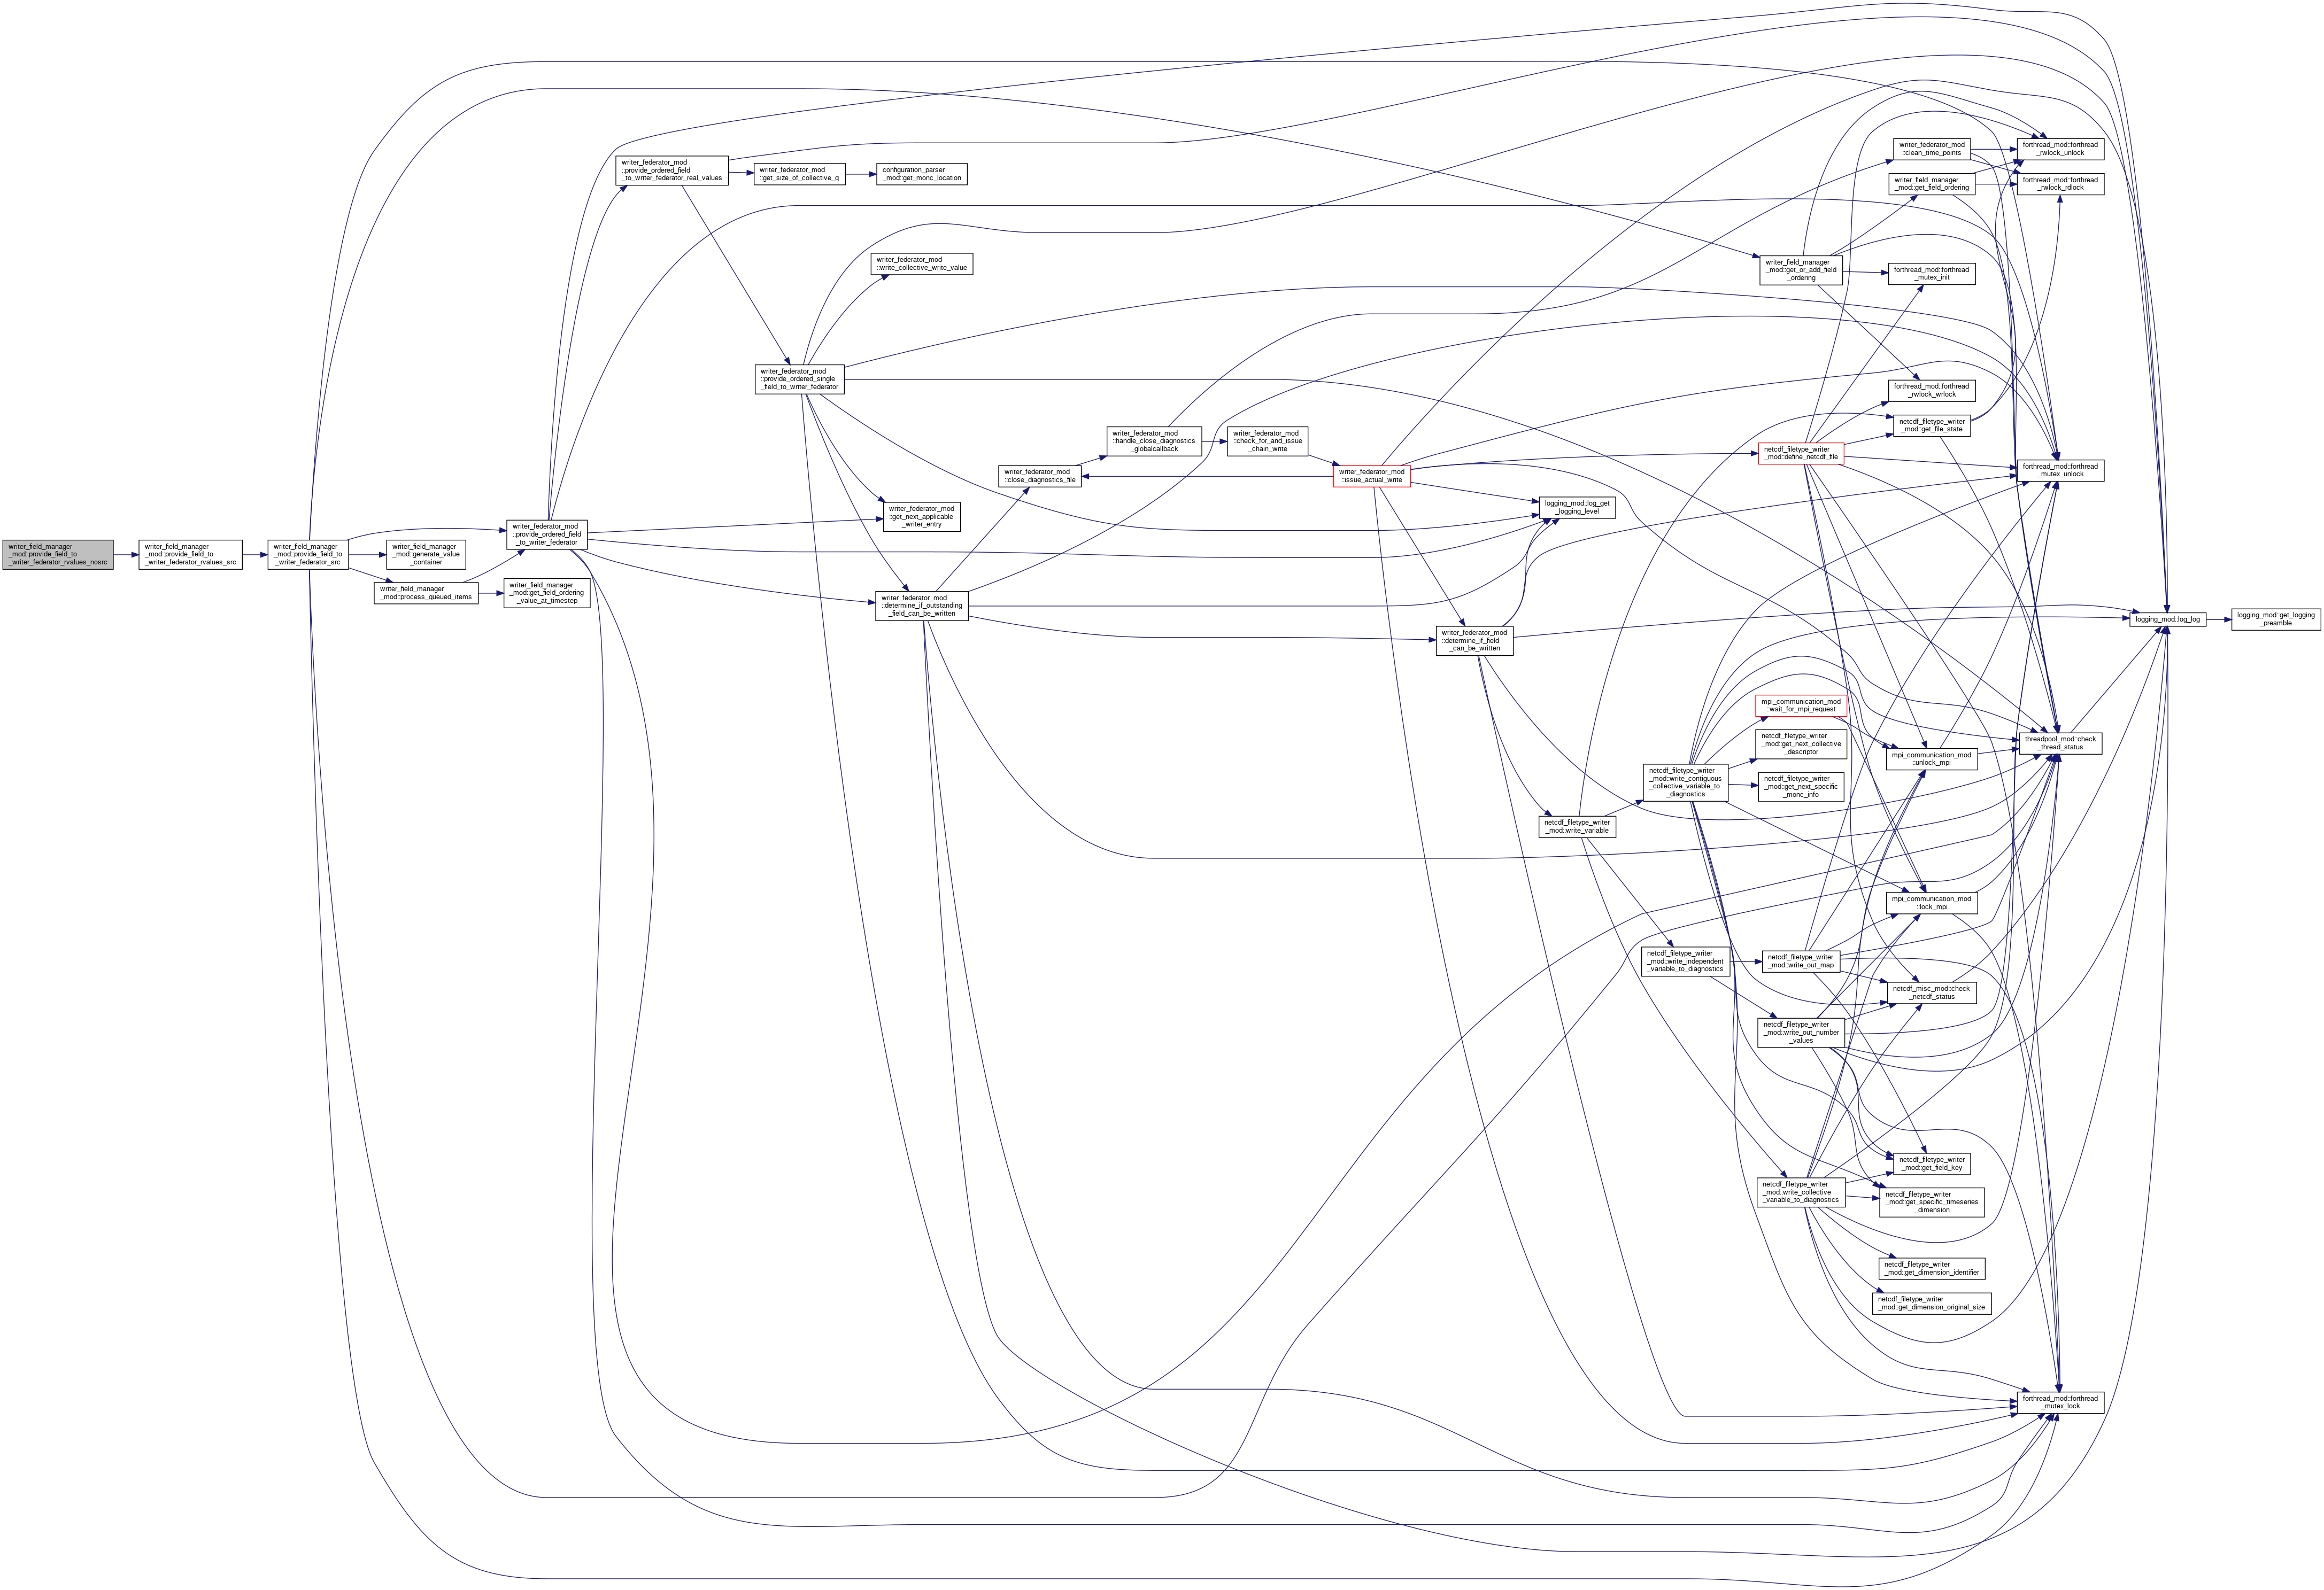 writer_field_manager
_mod::provide_field_to
_writer_federator_rvalues_nosrc
writer_field_manager
_mod::provide_field_to
_writer_federator_rvalues_src
writer_field_manager
_mod::provide_field_to
_writer_federator_src
writer_field_manager
_mod::generate_value
_container
writer_field_manager
_mod::process_queued_items
writer_federator_mod
::provide_ordered_field
_to_writer_federator
writer_field_manager
_mod::get_field_ordering
_value_at_timestep
writer_federator_mod
::provide_ordered_field
_to_writer_federator_real_values
writer_federator_mod
::get_size_of_collective_q
configuration_parser
_mod::get_monc_location
writer_federator_mod
::write_collective_write_value
writer_federator_mod
::provide_ordered_single
_field_to_writer_federator
writer_federator_mod
::get_next_applicable
_writer_entry
writer_federator_mod
::determine_if_outstanding
_field_can_be_written
writer_federator_mod
::close_diagnostics_file
writer_federator_mod
::handle_close_diagnostics
_globalcallback
writer_federator_mod
::check_for_and_issue
_chain_write
writer_federator_mod
::issue_actual_write
writer_federator_mod
::determine_if_field
_can_be_written
logging_mod::log_get
_logging_level
netcdf_filetype_writer
_mod::write_variable
netcdf_filetype_writer
_mod::write_contiguous
_collective_variable_to
_diagnostics
netcdf_filetype_writer
_mod::write_independent
_variable_to_diagnostics
writer_field_manager
_mod::get_or_add_field
_ordering
netcdf_filetype_writer
_mod::define_netcdf_file
mpi_communication_mod
::wait_for_mpi_request
netcdf_filetype_writer
_mod::get_next_collective
_descriptor
netcdf_filetype_writer
_mod::get_next_specific
_monc_info
netcdf_filetype_writer
_mod::write_out_map
netcdf_filetype_writer
_mod::write_out_number
_values
netcdf_filetype_writer
_mod::write_collective
_variable_to_diagnostics
writer_federator_mod
::clean_time_points
writer_field_manager
_mod::get_field_ordering
forthread_mod::forthread
_mutex_init
forthread_mod::forthread
_rwlock_wrlock
netcdf_filetype_writer
_mod::get_file_state
mpi_communication_mod
::unlock_mpi
mpi_communication_mod
::lock_mpi
netcdf_misc_mod::check
_netcdf_status
netcdf_filetype_writer
_mod::get_field_key
netcdf_filetype_writer
_mod::get_specific_timeseries
_dimension
netcdf_filetype_writer
_mod::get_dimension_identifier
netcdf_filetype_writer
_mod::get_dimension_original_size
forthread_mod::forthread
_rwlock_unlock
forthread_mod::forthread
_rwlock_rdlock
forthread_mod::forthread
_mutex_unlock
threadpool_mod::check
_thread_status
forthread_mod::forthread
_mutex_lock
logging_mod::log_log
logging_mod::get_logging
_preamble